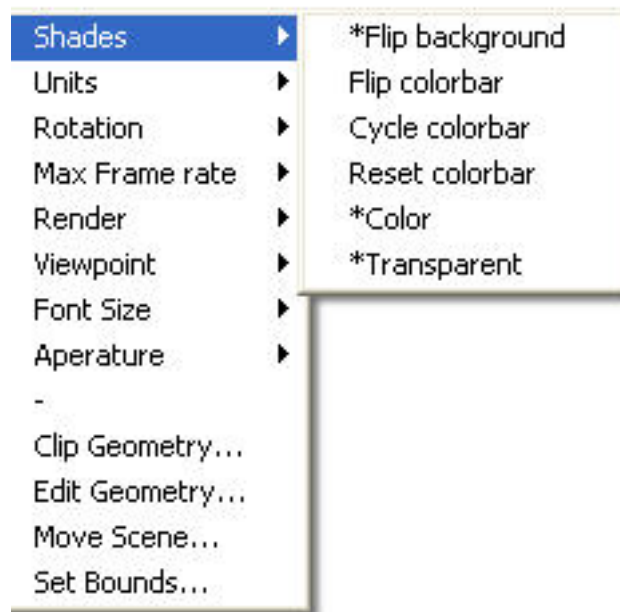 Shades
Units
Rotation
Max Frame rate
Render
Viewpoint
Font Size
Aperature
-
Clip Geometry...
Edit Geometry...
Move Scene...
Set Bounds...
*Flip background
Flip colorbar
Cycle colorbar
Reset colorbar
*Color
*Transparent